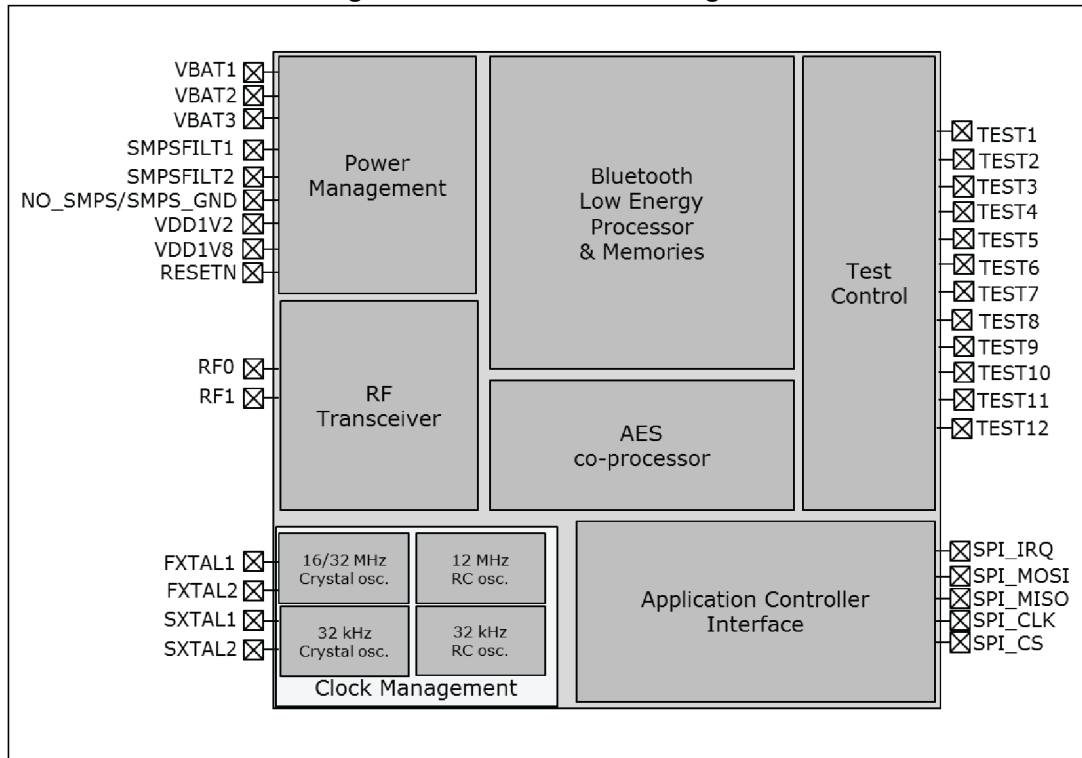 VBAT1
VBAT2
VBAT3
SMPSFILT1
SMPSFILT2
NO_SMPS/SMPS_GND
VDD1V2
VDD1V8
RESETN
RF0
RF1
FXTAL1
FXTAL2
SXTAL1
SXTAL2
Power
Management
RF
Transceiver
16/32 MHz
Crystal osc.
12 MHz
RC osc.
32 kHz
Crystal osc.
32 kHz
RC osc.
Clock Management
Bluetooth
Low Energy
Processor
& Memories
AES
co-processor
Test
Control
Application Controller
Interface
TEST1
TEST2
TEST3
TEST4
TEST5
TEST6
TEST7
TEST8
TEST9
TEST10
TEST11
TEST12
SPI_IRQ
SPI_MOSI
SPI_MISO
SPI_CLK
SPI_CS